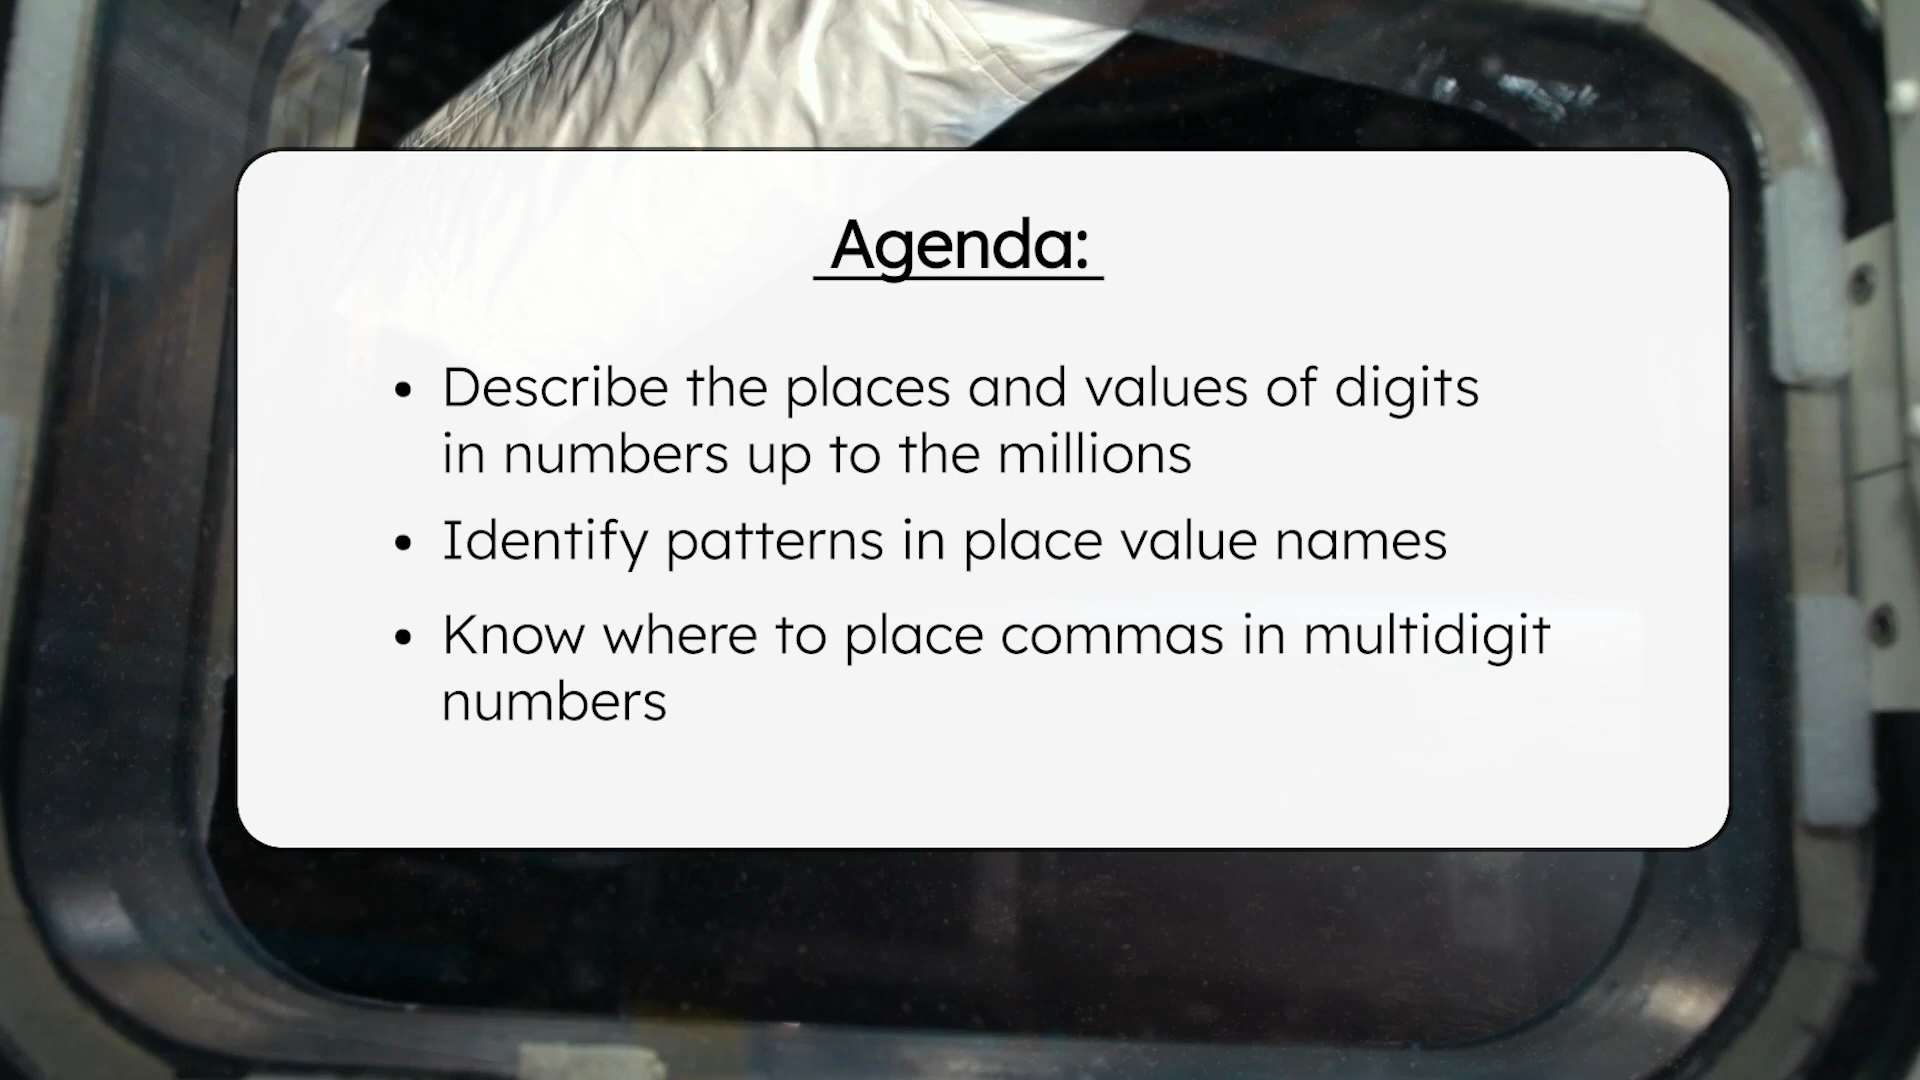 Agenda:
• Describe the places and values of digits
in numbers up to the millions
• Identify patterns in place value names
• Know where to place commas in multidigit
numbers